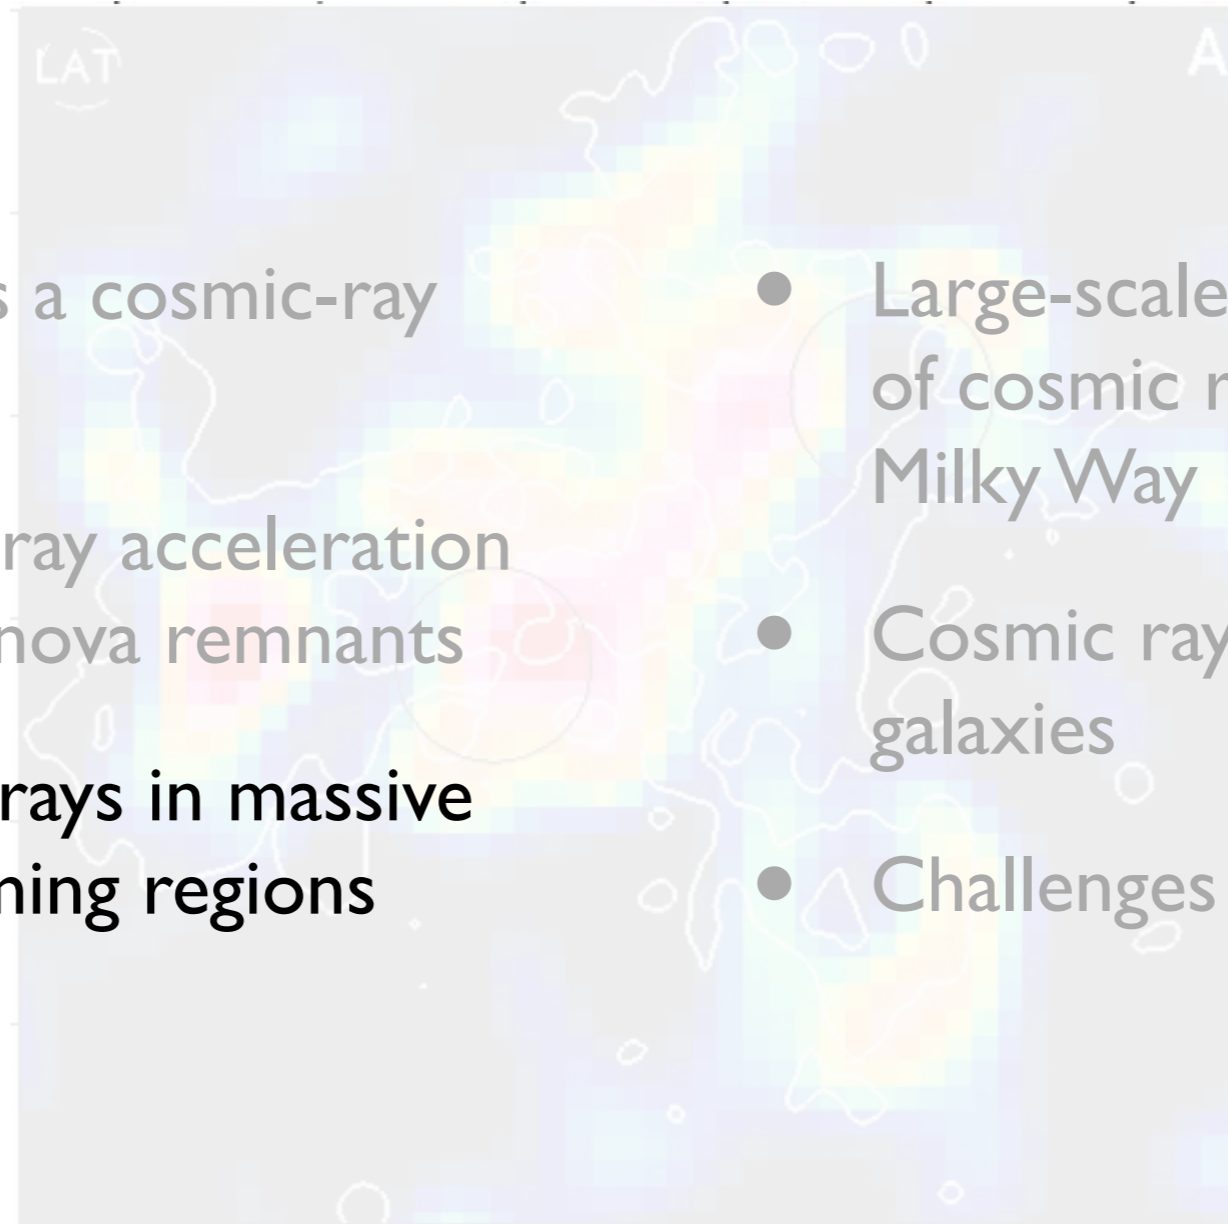 LAT
A
s a cosmic-ray
ray acceleration
nova remnants
rays in massive
ming regions
• Large-scale
of cosmic r
Milky Way
• Cosmic ray
galaxies
• Challenges